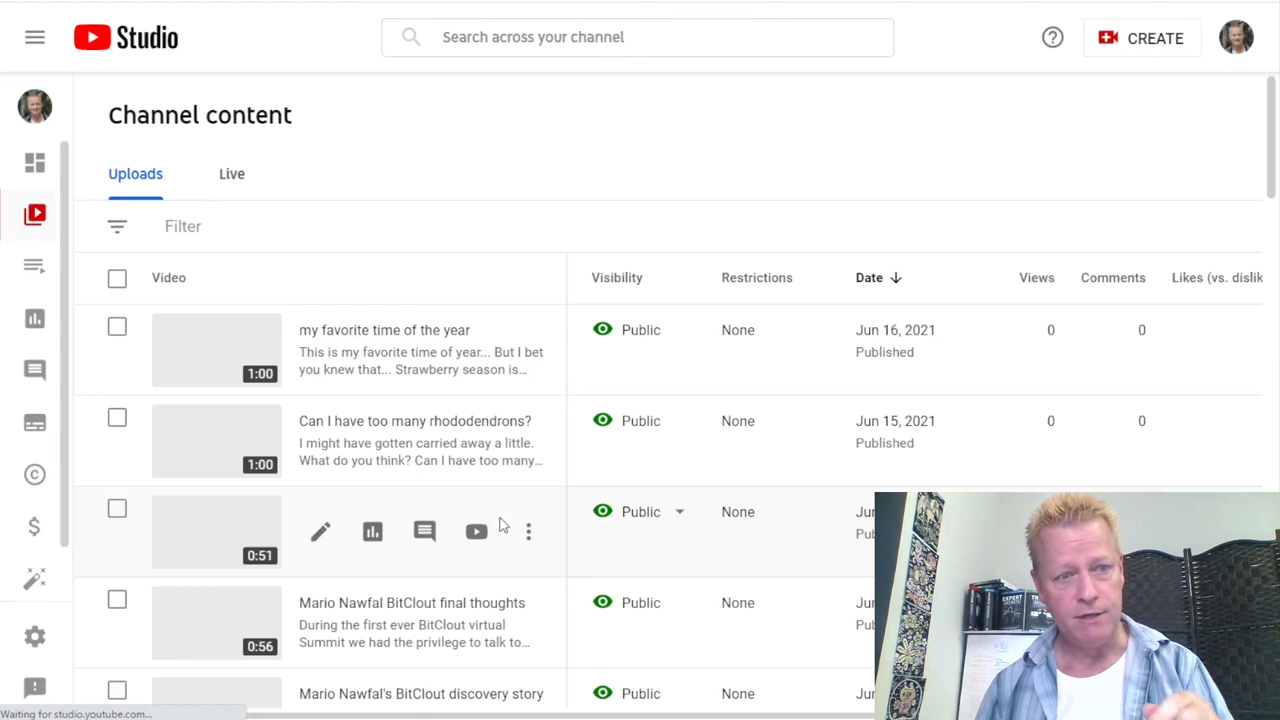 Studio
Search across your channel
CREATE
Channel content
Uploads
Live
Filter
Video
Visibility
Restrictions
Date
Views
Comments
Likes (vs. dislik
1:00
my favorite time of the year
This is my favorite time of year... But I bet
you knew that... Strawberry season is...
Public
None
Jun 16, 2021
Published
0
0
1:00
Can I have too many rhododendrons?
I might have gotten carried away a little.
What do you think? Can I have too many...
Public
None
Jun 15, 2021
Published
0
0
0:51
Public
None
Ju
Pu
0:56
Mario Nawfal BitClout final thoughts
During the first ever BitClout virtual
Summit we had the privilege to talk to...
Public
None
Ju
Pu
Mario Nawfal's BitClout discovery story
Public
None
Ju
EXPERT
Waiting for studio.youtube.com...